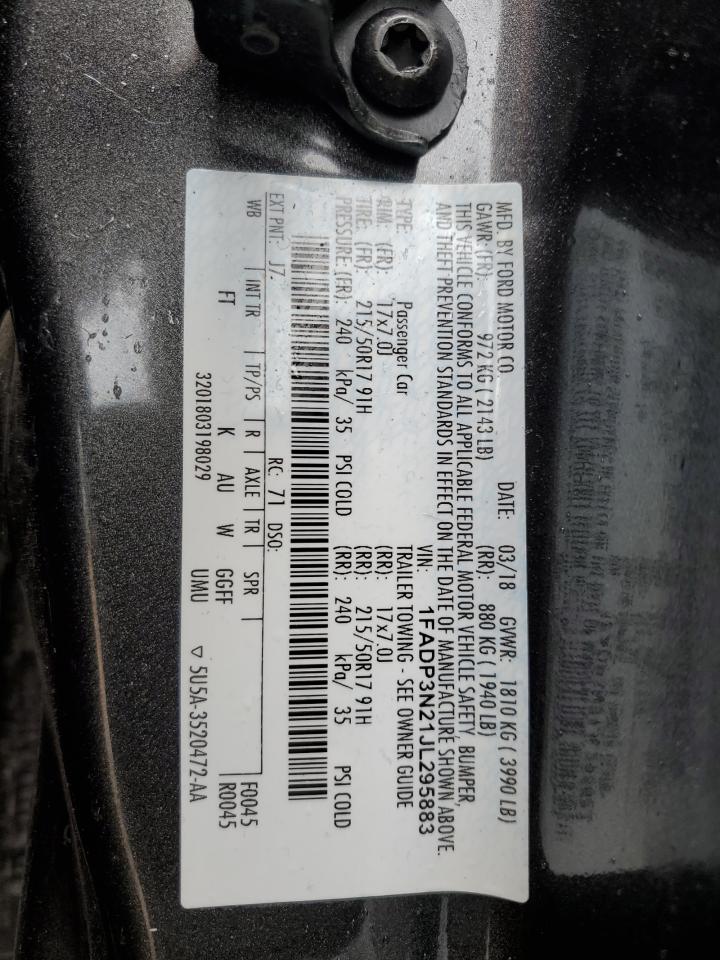 MFD. BY FORD MOTOR CO
DATE: 03/18 GVWR: 1810 KG ( 3990 LB)
GAWR: (FR): 972 KG ( 2143 LB) (RR): 880 KG ( 1940 LB)
THIS VEHICLE CONFORMS TO ALL APPLICABLE FEDERAL MOTOR VEHICLE SAFETY, BUMPER,
AND THEFT PREVENTION STANDARDS IN EFFECT ON THE DATE OF MANUFACTURE SHOWN ABOVE.
VIN: 1FADP3N21JL295883
TYPE: Passenger Car TRAILER TOWING - SEE OWNER GUIDE
RIM: (FR): 17x7.0J (RR): 17x7.0J
TIRE: (FR): 215/50R17 91H (RR): 215/50R17 91H
PRESSURE: (FR): 240 kPa/ 35 PSI COLD (RR): 240 kPa/ 35 PSI COLD
EXT PNT: J7. RC: 71 DSO: F0045
WB INT TR TP/PS R AXLE TR SPR R0045
FT K AU W GGFF
3201803198029 UMU ▽ 5U5A-3520472-AA